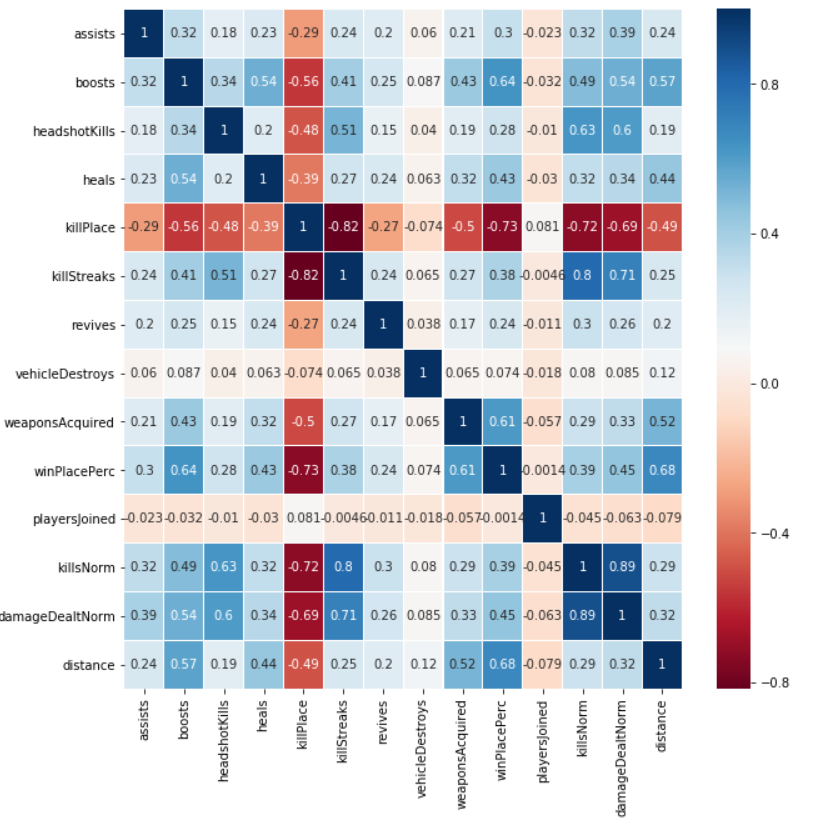 assists 1 0.32 0.18 0.23 -0.29 0.24 0.2 0.06 0.21 0.3 -0.023 0.32 0.39 0.24
boosts 0.32 1 0.34 0.54 -0.56 0.41 0.25 0.087 0.43 0.64 -0.032 0.49 0.54 0.57
0.8
headshotKills 0.18 0.34 1 0.2 -0.48 0.51 0.15 0.04 0.19 0.28 -0.01 0.63 0.6 0.19
heals 0.23 0.54 0.2 1 -0.39 0.27 0.24 0.063 0.32 0.43 -0.03 0.32 0.34 0.44
killPlace -0.29 -0.56 -0.48 -0.39 1 -0.82 -0.27 -0.074 -0.5 -0.73 0.081 -0.72 -0.69 -0.49
0.4
killStreaks 0.24 0.41 0.51 0.27 -0.82 1 0.24 0.065 0.27 0.38 -0.0046 0.8 0.71 0.25
revives 0.2 0.25 0.15 0.24 -0.27 0.24 1 0.038 0.17 0.24 -0.011 0.3 0.26 0.2
vehicleDestroys 0.06 0.087 0.04 0.063 -0.074 0.065 0.038 1 0.065 0.074 -0.018 0.08 0.085 0.12
0.0
weaponsAcquired 0.21 0.43 0.19 0.32 -0.5 0.27 0.17 0.065 1 0.61 -0.057 0.29 0.33 0.52
winPlacePerc 0.3 0.64 0.28 0.43 -0.73 0.38 0.24 0.074 0.61 1 -0.0014 0.39 0.45 0.68
playersJoined -0.023 -0.032 -0.01 -0.03 0.081 -0.0046 -0.011 -0.018 -0.057 -0.0014 1 -0.045 -0.063 -0.079
−0.4
killsNorm 0.32 0.49 0.63 0.32 -0.72 0.8 0.3 0.08 0.29 0.39 -0.045 1 0.89 0.29
damageDealtNorm 0.39 0.54 0.6 0.34 -0.69 0.71 0.26 0.085 0.33 0.45 -0.063 0.89 1 0.32
distance 0.24 0.57 0.19 0.44 -0.49 0.25 0.2 0.12 0.52 0.68 -0.079 0.29 0.32 1
−0.8
assists
boosts
headshotKills
heals
killPlace
killStreaks
revives
vehicleDestroys
weaponsAcquired
winPlacePerc
playersJoined
killsNorm
damageDealtNorm
distance